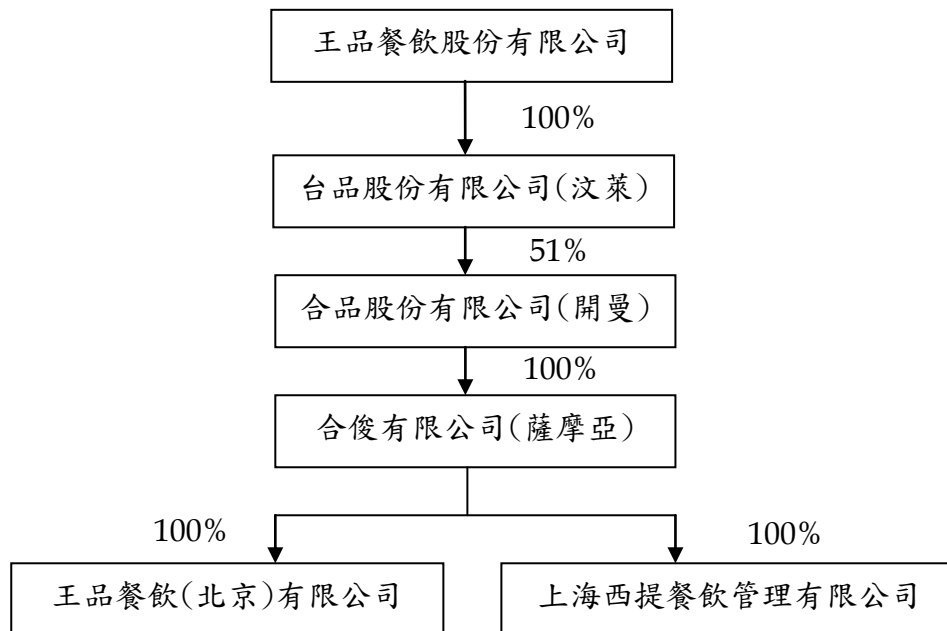 王品餐飲股份有限公司
100%
台品股份有限公司(汶萊)
51%
合品股份有限公司(開曼)
100%
合俊有限公司(薩摩亞)
100%
100%
王品餐飲(北京)有限公司
上海西提餐飲管理有限公司